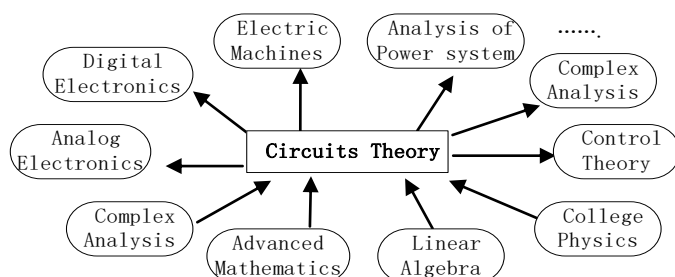 Electric
Machines
Analysis of
Power system
.......
Digital
Electronics
Complex
Analysis
Analog
Electronics
Circuits Theory
Control
Theory
Complex
Analysis
Advanced
Mathematics
Linear
Algebra
College
Physics